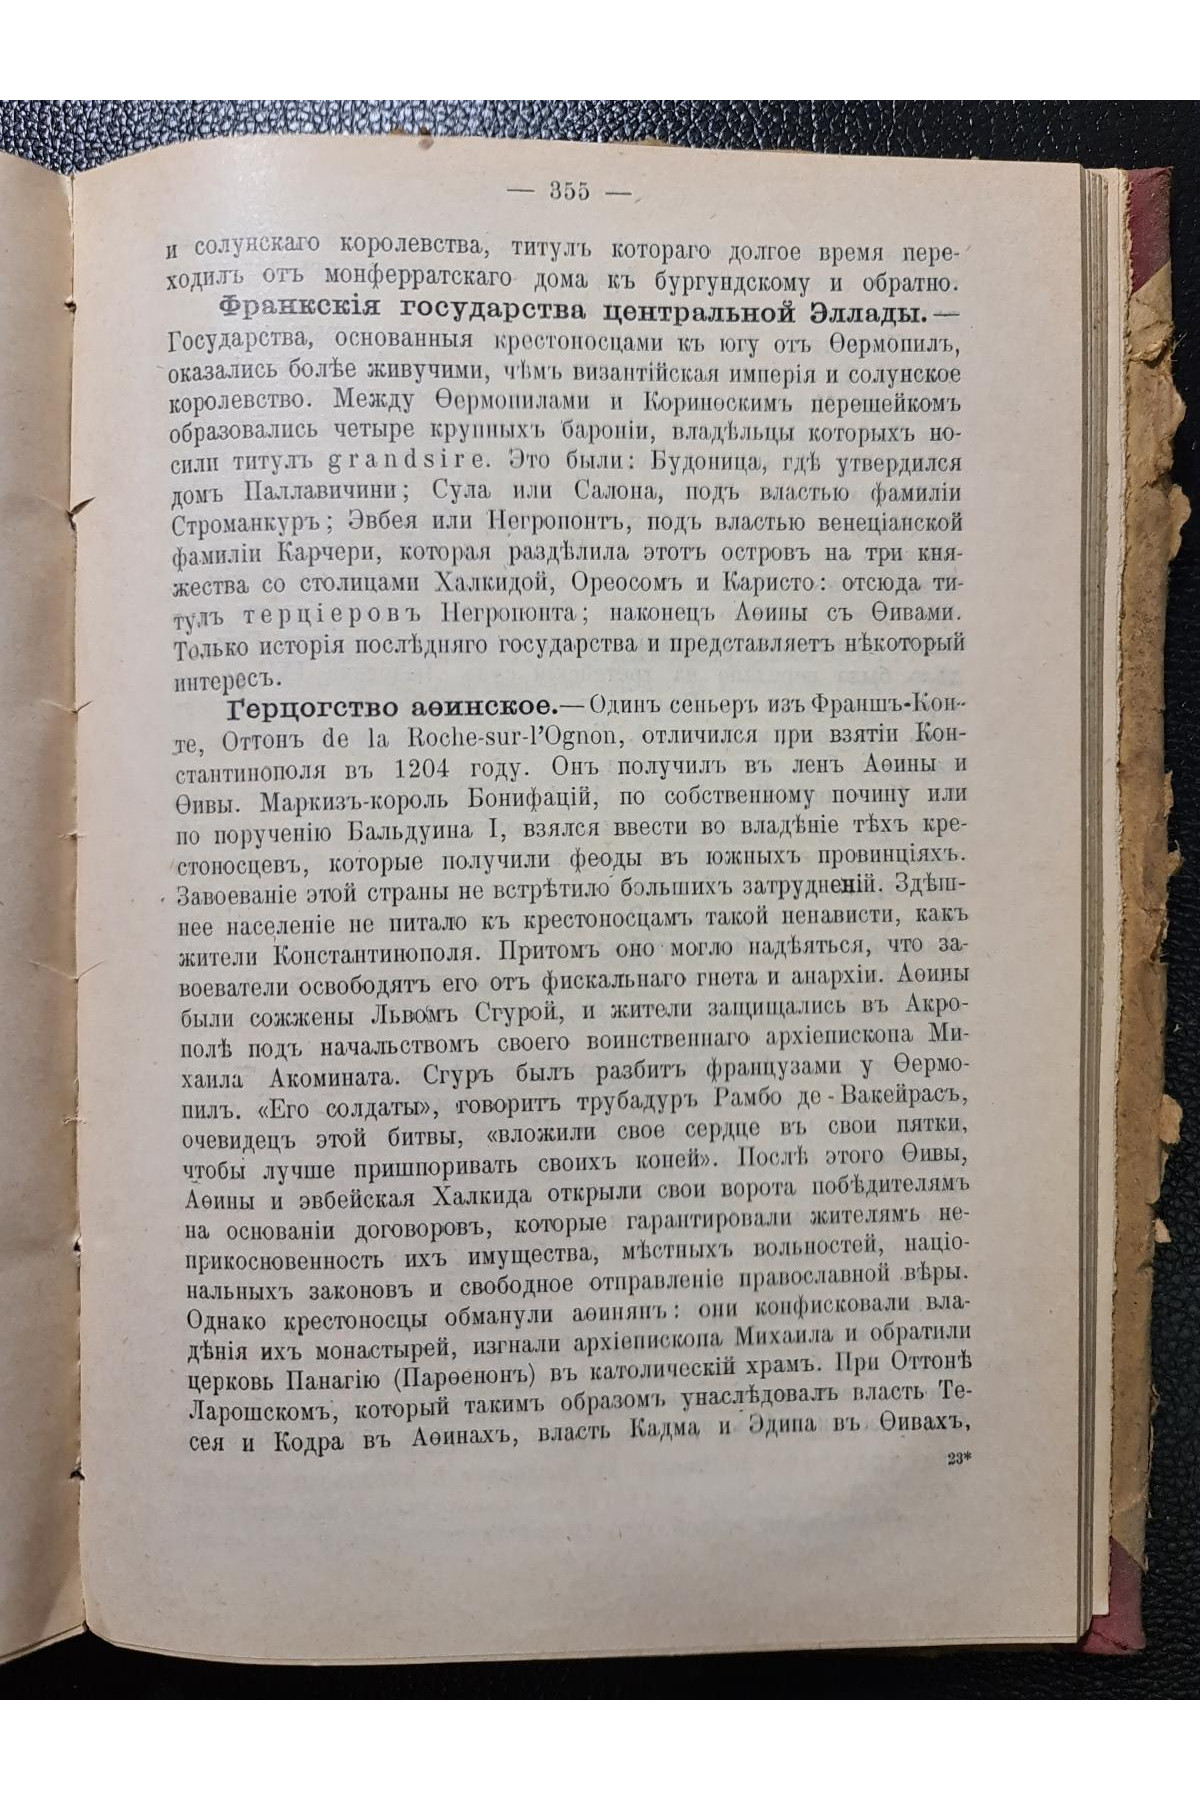 — 355 —
и солунскаго королевства, титулъ котораго долгое время пере-
ходилъ отъ монферратскаго дома къ бургундскому и обратно.
Франкскія государства центральной Эллады.—
Государства, основанныя крестоносцами къ югу отъ Ѳермопилъ,
оказались болѣе живучими, чѣмъ византійская имперія и солунское
королевство. Между Ѳермопилами и Коринѳскимъ перешейкомъ
образовались четыре крупныхъ бароніи, владѣльцы которыхъ но-
сили титулъ grandsire. Это были: Будоница, гдѣ утвердился
домъ Паллавичини; Сула или Салона, подъ властью фамиліи
Строманкуръ; Эвбея или Негропонтъ, подъ властью венеціанской
фамиліи Карчери, которая раздѣлила этотъ островъ на три кня-
жества со столицами Халкидой, Ореосомъ и Каристо: отсюда ти-
тулъ терціеровъ Негропонта; наконецъ Аѳины съ Ѳивами.
Только исторія послѣдняго государства и представляетъ нѣкоторый
интересъ.
Герцогство аѳинское.—Одинъ сеньеръ изъ Франшъ-Кон-
те, Оттонъ de la Roche-sur-l'Ognon, отличился при взятіи Кон-
стантинополя въ 1204 году. Онъ получилъ въ ленъ Аѳины и
Ѳивы. Маркизъ-король Бонифацій, по собственному почину или
по порученію Бальдуина I, взялся ввести во владѣніе тѣхъ кре-
стоносцевъ, которые получили феоды въ южныхъ провинціяхъ.
Завоеваніе этой страны не встрѣтило большихъ затрудненій. Здѣш-
нее населеніе не питало къ крестоносцамъ такой ненависти, какъ
жители Константинополя. Притомъ оно могло надѣяться, что за-
воеватели освободятъ его отъ фискальнаго гнета и анархіи. Аѳины
были сожжены Львомъ Сгурой, и жители защищались въ Акро-
полѣ подъ начальствомъ своего воинственнаго архіепископа Ми-
хаила Акомината. Сгуръ былъ разбитъ французами у Ѳермо-
пилъ. «Его солдаты», говоритъ трубадуръ Рамбо де-Вакейрасъ,
очевидецъ этой битвы, «вложили свое сердце въ свои пятки,
чтобы лучше пришпоривать своихъ коней». Послѣ этого Ѳивы,
Аѳины и эвбейская Халкида открыли свои ворота побѣдителямъ
на основаніи договоровъ, которые гарантировали жителямъ не-
прикосновенность ихъ имущества, мѣстныхъ вольностей, націо-
нальныхъ законовъ и свободное отправленіе православной вѣры.
Однако крестоносцы обманули аѳинянъ: они конфисковали вла-
дѣнія ихъ монастырей, изгнали архіепископа Михаила и обратили
церковь Панагію (Парѳенонъ) въ католическій храмъ. При Оттонѣ
Ларошскомъ, который такимъ образомъ унаслѣдовалъ власть Те-
сея и Кодра въ Аѳинахъ, власть Кадма и Эдипа въ Ѳивахъ,
23*